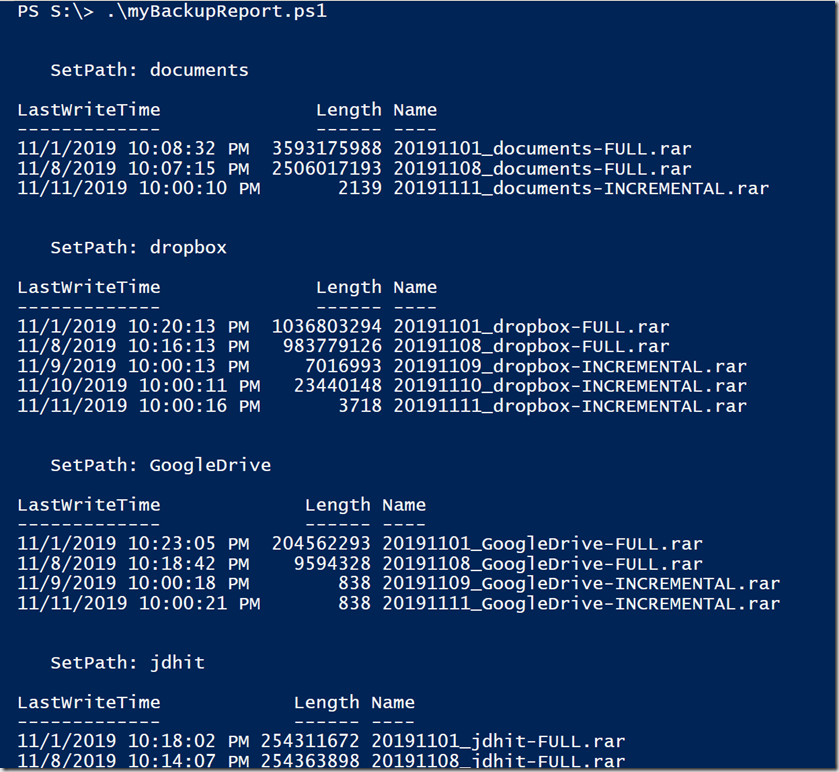 PS S:\> .\myBackupReport.ps1
SetPath: documents
LastWriteTime Length Name
------------- ------ ----
11/1/2019 10:08:32 PM 3593175988 20191101_documents-FULL.rar
11/8/2019 10:07:15 PM 2506017193 20191108_documents-FULL.rar
11/11/2019 10:00:10 PM 2139 20191111_documents-INCREMENTAL.rar
SetPath: dropbox
LastWriteTime Length Name
------------- ------ ----
11/1/2019 10:20:13 PM 1036803294 20191101_dropbox-FULL.rar
11/8/2019 10:16:13 PM 983779126 20191108_dropbox-FULL.rar
11/9/2019 10:00:13 PM 7016993 20191109_dropbox-INCREMENTAL.rar
11/10/2019 10:00:11 PM 23440148 20191110_dropbox-INCREMENTAL.rar
11/11/2019 10:00:16 PM 3718 20191111_dropbox-INCREMENTAL.rar
SetPath: GoogleDrive
LastWriteTime Length Name
------------- ------ ----
11/1/2019 10:23:05 PM 204562293 20191101_GoogleDrive-FULL.rar
11/8/2019 10:18:42 PM 9594328 20191108_GoogleDrive-FULL.rar
11/9/2019 10:00:18 PM 838 20191109_GoogleDrive-INCREMENTAL.rar
11/11/2019 10:00:21 PM 838 20191111_GoogleDrive-INCREMENTAL.rar
SetPath: jdhit
LastWriteTime Length Name
------------- ------ ----
11/1/2019 10:18:02 PM 254311672 20191101_jdhit-FULL.rar
11/8/2019 10:14:07 PM 254363898 20191108_jdhit-FULL.rar